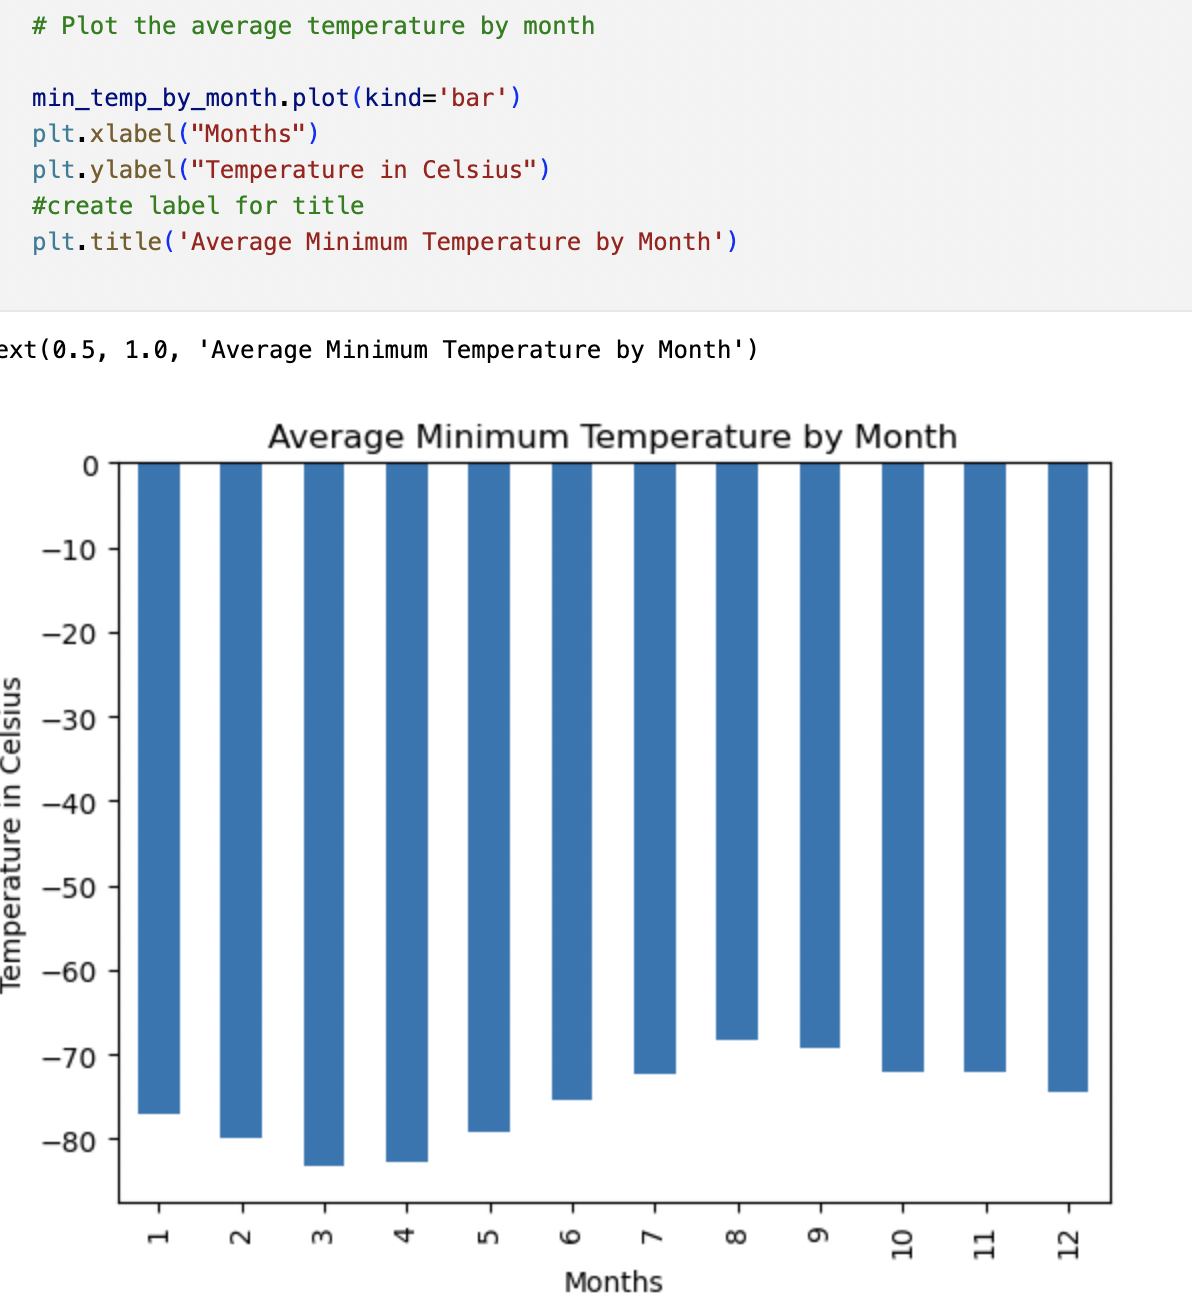 # Plot the average temperature by month
min_temp_by_month.plot(kind='bar')
plt.xlabel("Months")
plt.ylabel("Temperature in Celsius")
#create label for title
plt.title('Average Minimum Temperature by Month')
ext(0.5, 1.0, 'Average Minimum Temperature by Month')
Average Minimum Temperature by Month
0
−10
−20
−30
−40
−50
−60
−70
−80
Temperature in Celsius
1 2 3 4 5 6 7 8 9 10 11 12
Months